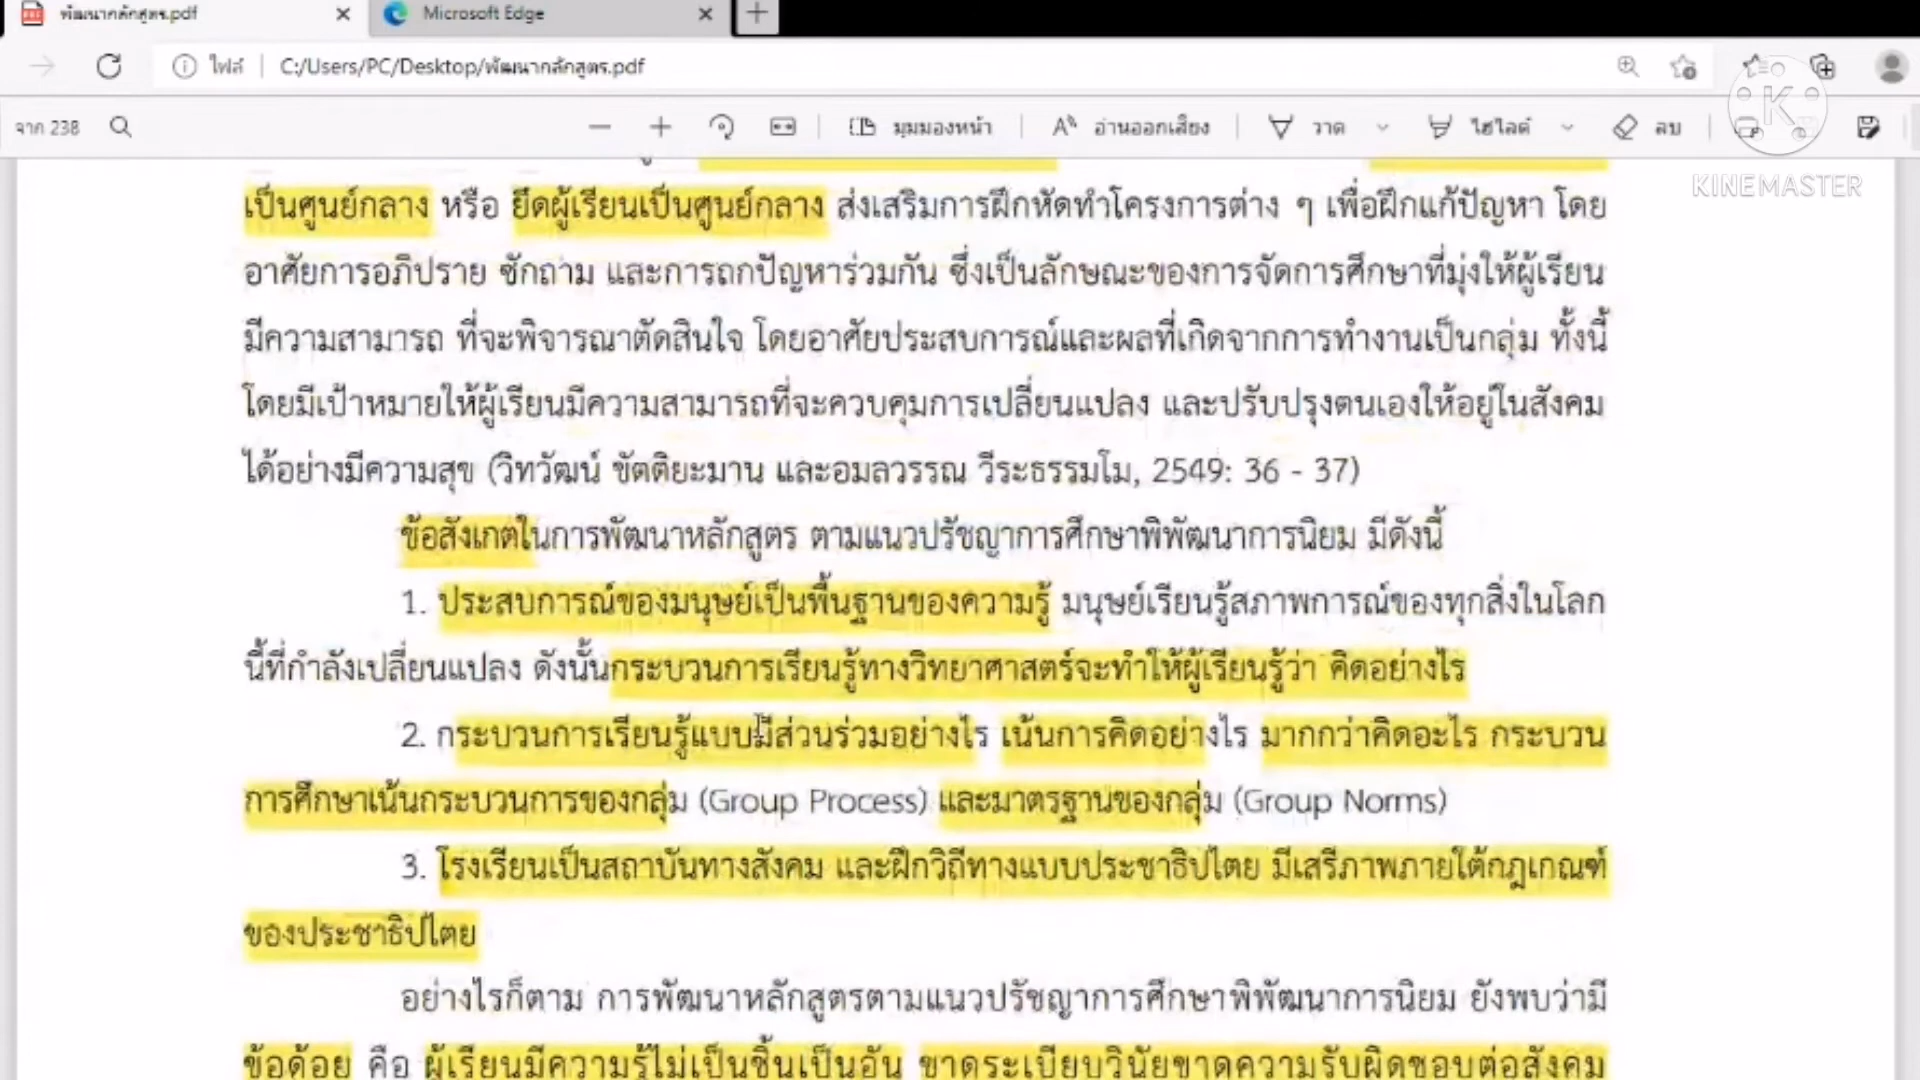 พัฒนากลักสูตร.pdf
Microsoft Edge
ไฟล์ C:/Users/PC/Desktop/พัฒนากลักสูตร.pdf
จาก 238
มุมมองหน้า
อ่านออกเสียง
วาด
ไฮไลต์
ลบ
KINEMASTER
เป็นศูนย์กลาง หรือ ยึดผู้เรียนเป็นศูนย์กลาง ส่งเสริมการฝึกหัดทำโครงการต่าง ๆ เพื่อฝึกแก้ปัญหา โดย
อาศัยการอภิปราย ซักถาม และการถกปัญหาร่วมกัน ซึ่งเป็นลักษณะของการจัดการศึกษาที่มุ่งให้ผู้เรียน
มีความสามารถ ที่จะพิจารณาตัดสินใจ โดยอาศัยประสบการณ์และผลที่เกิดจากการทำงานเป็นกลุ่ม ทั้งนี้
โดยมีเป้าหมายให้ผู้เรียนมีความสามารถที่จะควบคุมการเปลี่ยนแปลง และปรับปรุงตนเองให้อยู่ในสังคม
ได้อย่างมีความสุข (วิทวัฒน์ ขัตติยะมาน และอมลวรรณ วีระธรรมโม, 2549: 36 - 37)
ข้อสังเกตในการพัฒนาหลักสูตร ตามแนวปรัชญาการศึกษาพิพัฒนาการนิยม มีดังนี้
1. ประสบการณ์ของมนุษย์เป็นพื้นฐานของความรู้ มนุษย์เรียนรู้สภาพการณ์ของทุกสิ่งในโลก
นี้ที่กำลังเปลี่ยนแปลง ดังนั้นกระบวนการเรียนรู้ทางวิทยาศาสตร์จะทำให้ผู้เรียนรู้ว่า คิดอย่างไร
2. กระบวนการเรียนรู้แบบมีส่วนร่วมอย่างไร เน้นการคิดอย่างไร มากกว่าคิดอะไร กระบวน
การศึกษาเน้นกระบวนการของกลุ่ม (Group Process) และมาตรฐานของกลุ่ม (Group Norms)
3. โรงเรียนเป็นสถาบันทางสังคม และฝึกวิถีทางแบบประชาธิปไตย มีเสรีภาพภายใต้กฎเกณฑ์
ของประชาธิปไตย
อย่างไรก็ตาม การพัฒนาหลักสูตรตามแนวปรัชญาการศึกษาพิพัฒนาการนิยม ยังพบว่ามี
ข้อด้อย คือ ผู้เรียนมีความรู้ไม่เป็นชิ้นเป็นอัน ขาดระเบียบวินัยขาดความรับผิดชอบต่อสังคม